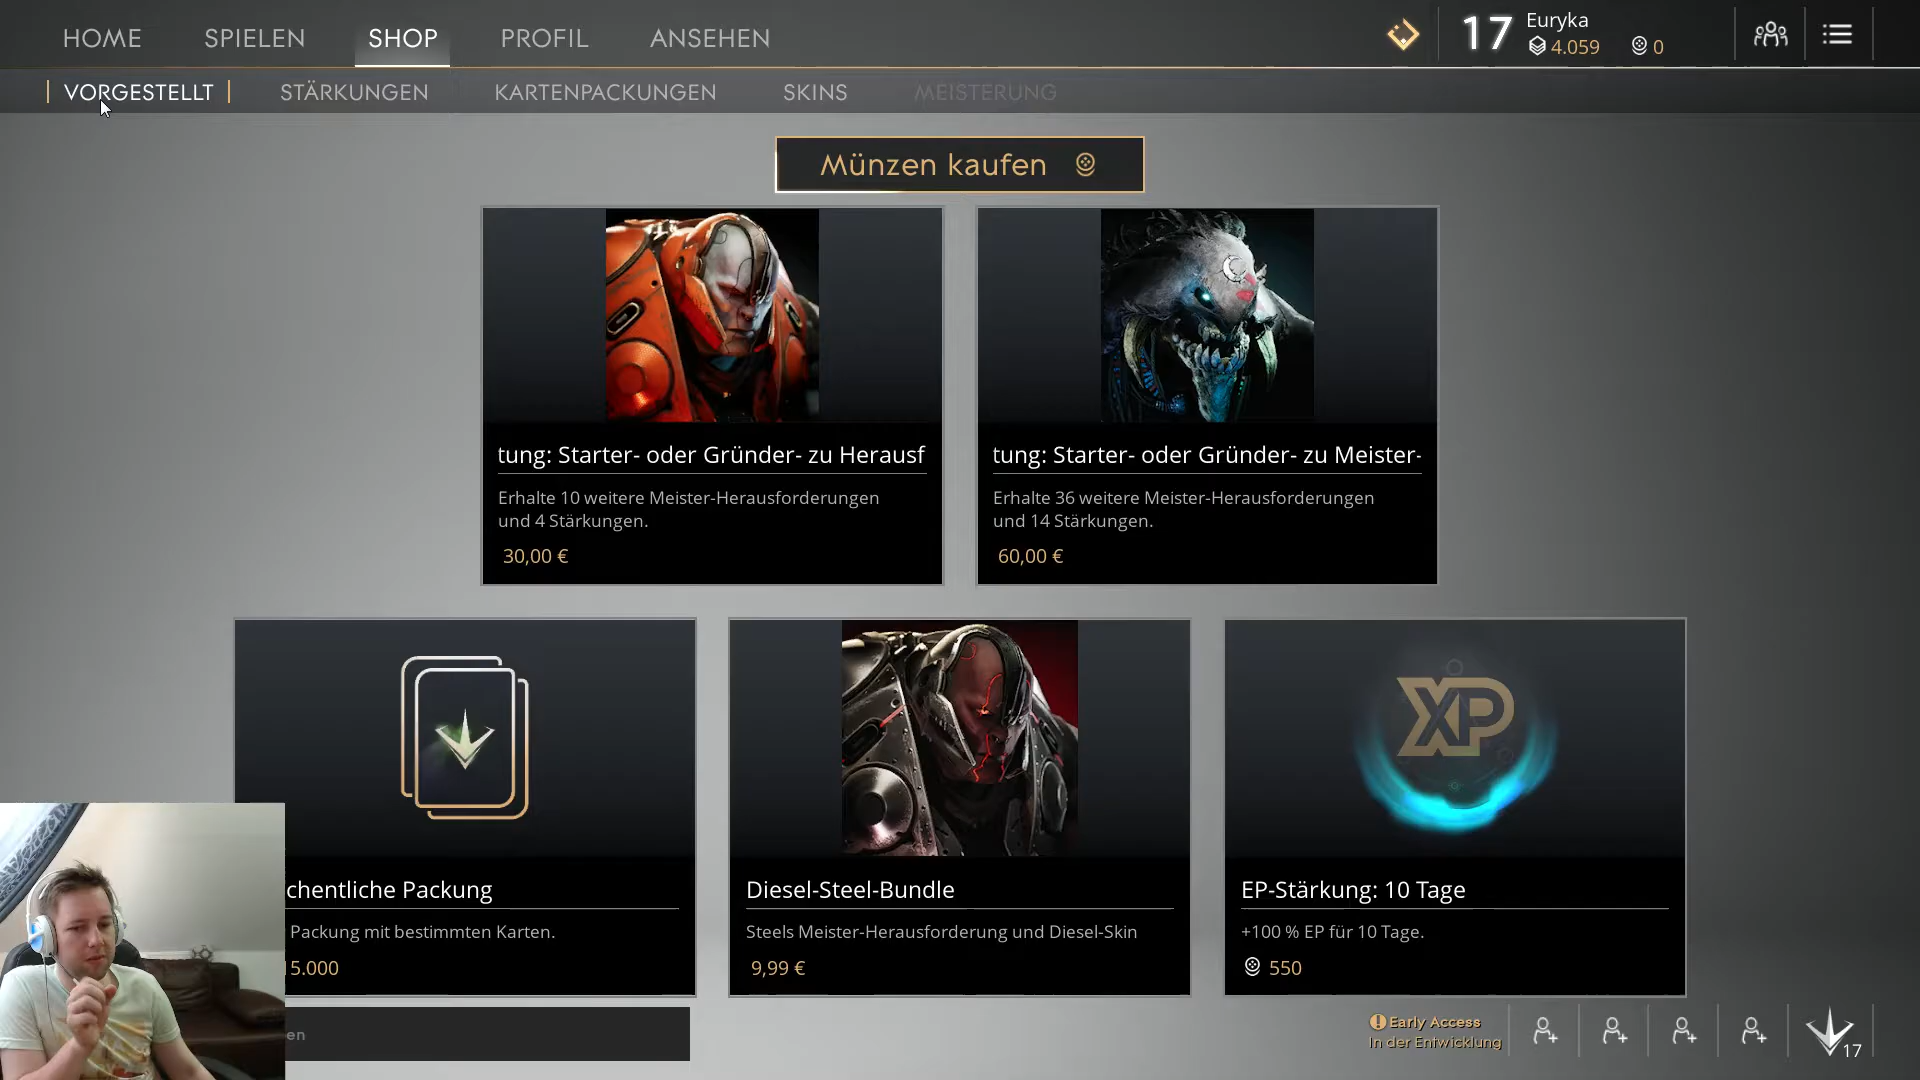 HOME SPIELEN SHOP PROFIL ANSEHEN
17 Euryka
4.059 0
VORGESTELLT STÄRKUNGEN KARTENPACKUNGEN SKINS MEISTERUNG
Münzen kaufen
tung: Starter- oder Gründer- zu Herausf
Erhalte 10 weitere Meister-Herausforderungen
und 4 Stärkungen.
30,00 €
tung: Starter- oder Gründer- zu Meister-
Erhalte 36 weitere Meister-Herausforderungen
und 14 Stärkungen.
60,00 €
chentliche Packung
Packung mit bestimmten Karten.
15.000
Diesel-Steel-Bundle
Steels Meister-Herausforderung und Diesel-Skin
9,99 €
XP
EP-Stärkung: 10 Tage
+100 % EP für 10 Tage.
550
en
Early Access
In der Entwicklung
17